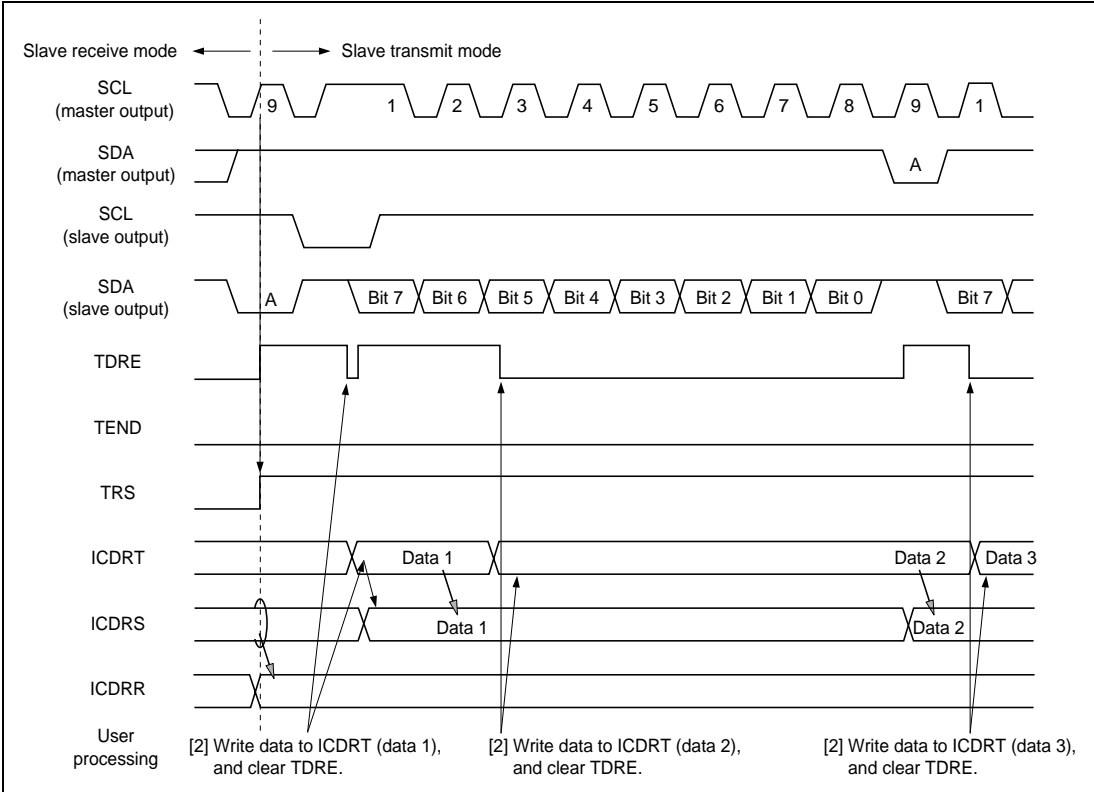 Slave receive mode Slave transmit mode
SCL
(master output)
9 1 2 3 4 5 6 7 8 9 1
SDA
(master output)
A
SCL
(slave output)
SDA
(slave output)
A Bit 7 Bit 6 Bit 5 Bit 4 Bit 3 Bit 2 Bit 1 Bit 0 Bit 7
TDRE
TEND
TRS
ICDRT
Data 1 Data 2 Data 3
ICDRS
Data 1 Data 2
ICDRR
User
processing
[2] Write data to ICDRT (data 1),
and clear TDRE.
[2] Write data to ICDRT (data 2),
and clear TDRE.
[2] Write data to ICDRT (data 3),
and clear TDRE.